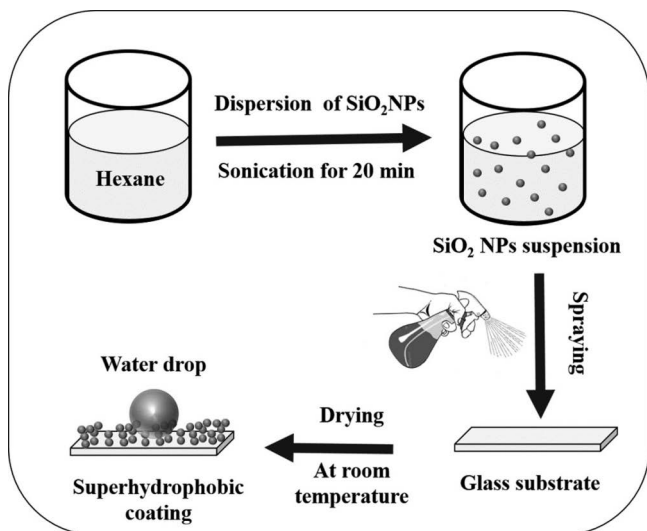 Dispersion of SiO₂NPs
Hexane
Sonication for 20 min
SiO₂ NPs suspension
Spraying
Glass substrate
Drying
At room
temperature
Water drop
Superhydrophobic
coating